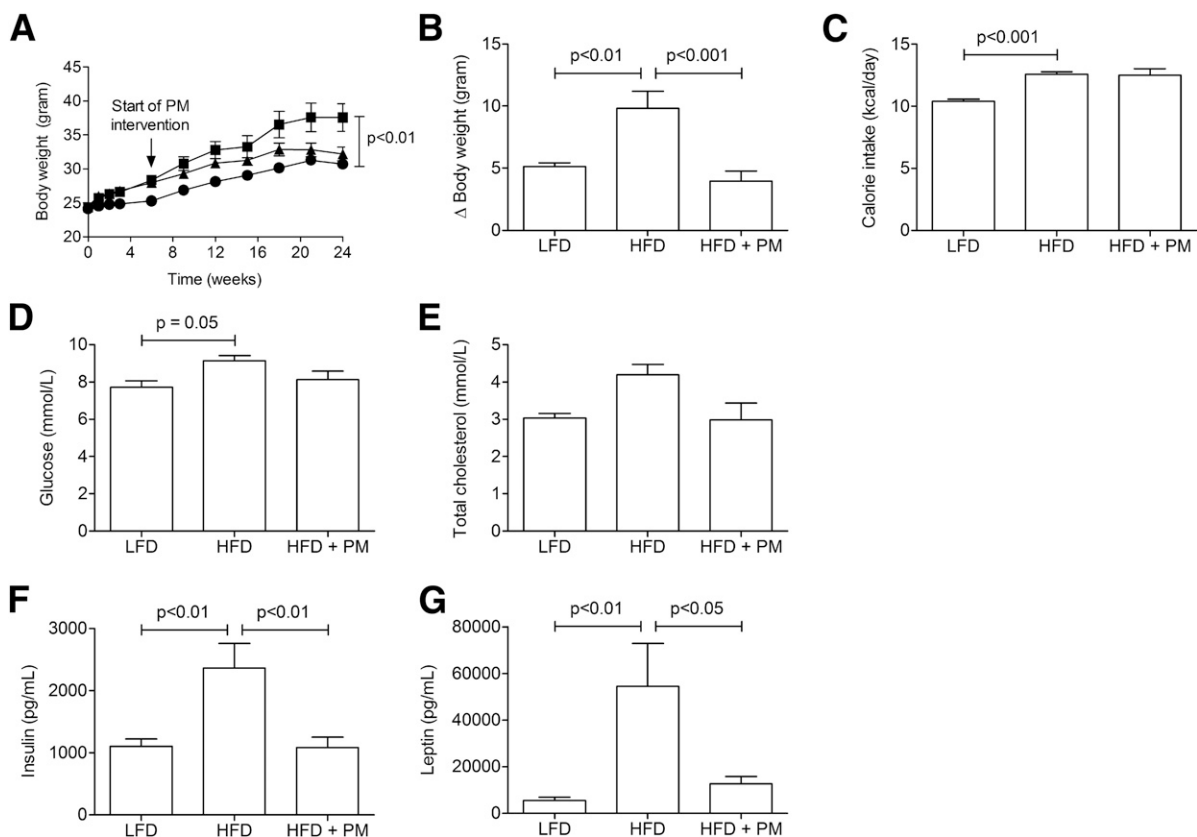 A
Body weight (gram)
45
40
35
30
25
20
Start of PM
intervention
p<0.01
0 4 8 12 16 20 24
Time (weeks)
B
Δ Body weight (gram)
15
10
5
0
p<0.01 p<0.001
LFD HFD HFD + PM
C
Calorie intake (kcal/day)
15
10
5
0
p<0.001
LFD HFD HFD + PM
D
Glucose (mmol/L)
10
8
6
4
2
0
p = 0.05
LFD HFD HFD + PM
E
Total cholesterol (mmol/L)
5
4
3
2
1
0
LFD HFD HFD + PM
F
Insulin (pg/mL)
3000
2000
1000
0
p<0.01 p<0.01
LFD HFD HFD + PM
G
Leptin (pg/mL)
80000
60000
40000
20000
0
p<0.01 p<0.05
LFD HFD HFD + PM